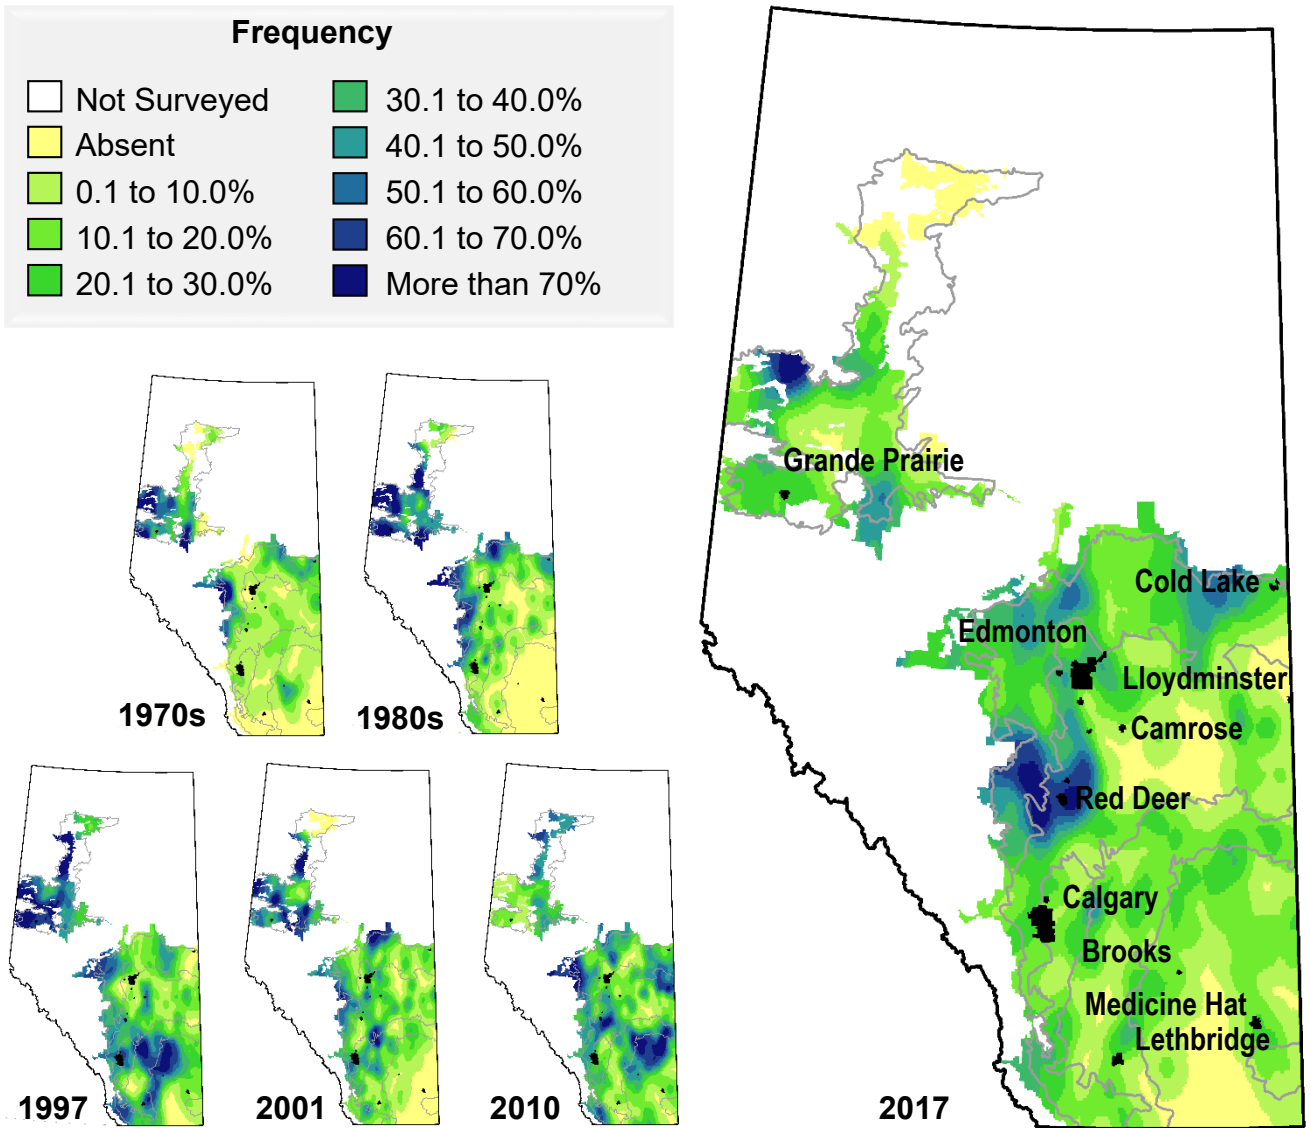 Frequency
Not Surveyed
Absent
0.1 to 10.0%
10.1 to 20.0%
20.1 to 30.0%
30.1 to 40.0%
40.1 to 50.0%
50.1 to 60.0%
60.1 to 70.0%
More than 70%
1970s
1980s
1997
2001
2010
Grande Prairie
Cold Lake
Edmonton
Lloydminster
Camrose
Red Deer
Calgary
Brooks
Medicine Hat
Lethbridge
2017